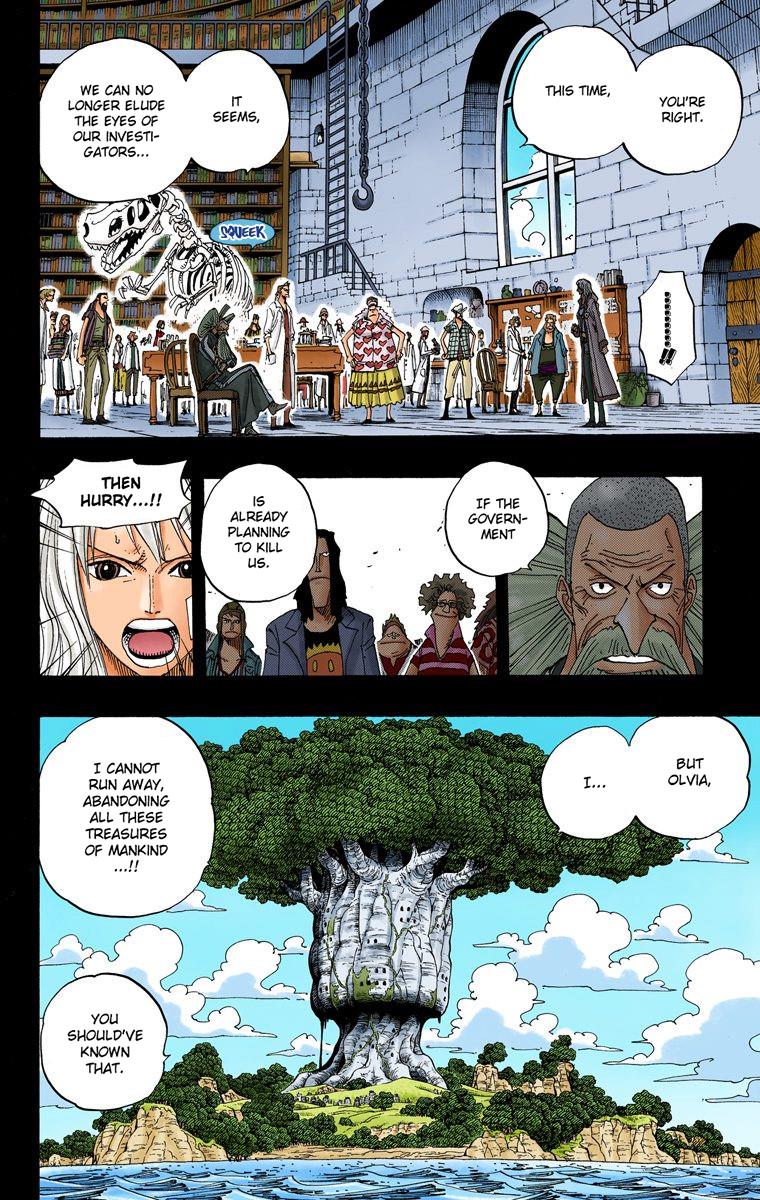 YOU'RE
RIGHT.
THIS TIME,
IT
SEEMS,
WE CAN NO
LONGER ELUDE
THE EYES OF
OUR INVESTI-
GATORS...
SQUEEK
IF THE
GOVERN-
MENT
IS
ALREADY
PLANNING
TO KILL
US.
THEN
HURRY...!!
BUT
OLVIA,
I...
I CANNOT
RUN AWAY,
ABANDONING
ALL THESE
TREASURES
OF MANKIND
...!!
YOU
SHOULD'VE
KNOWN
THAT.